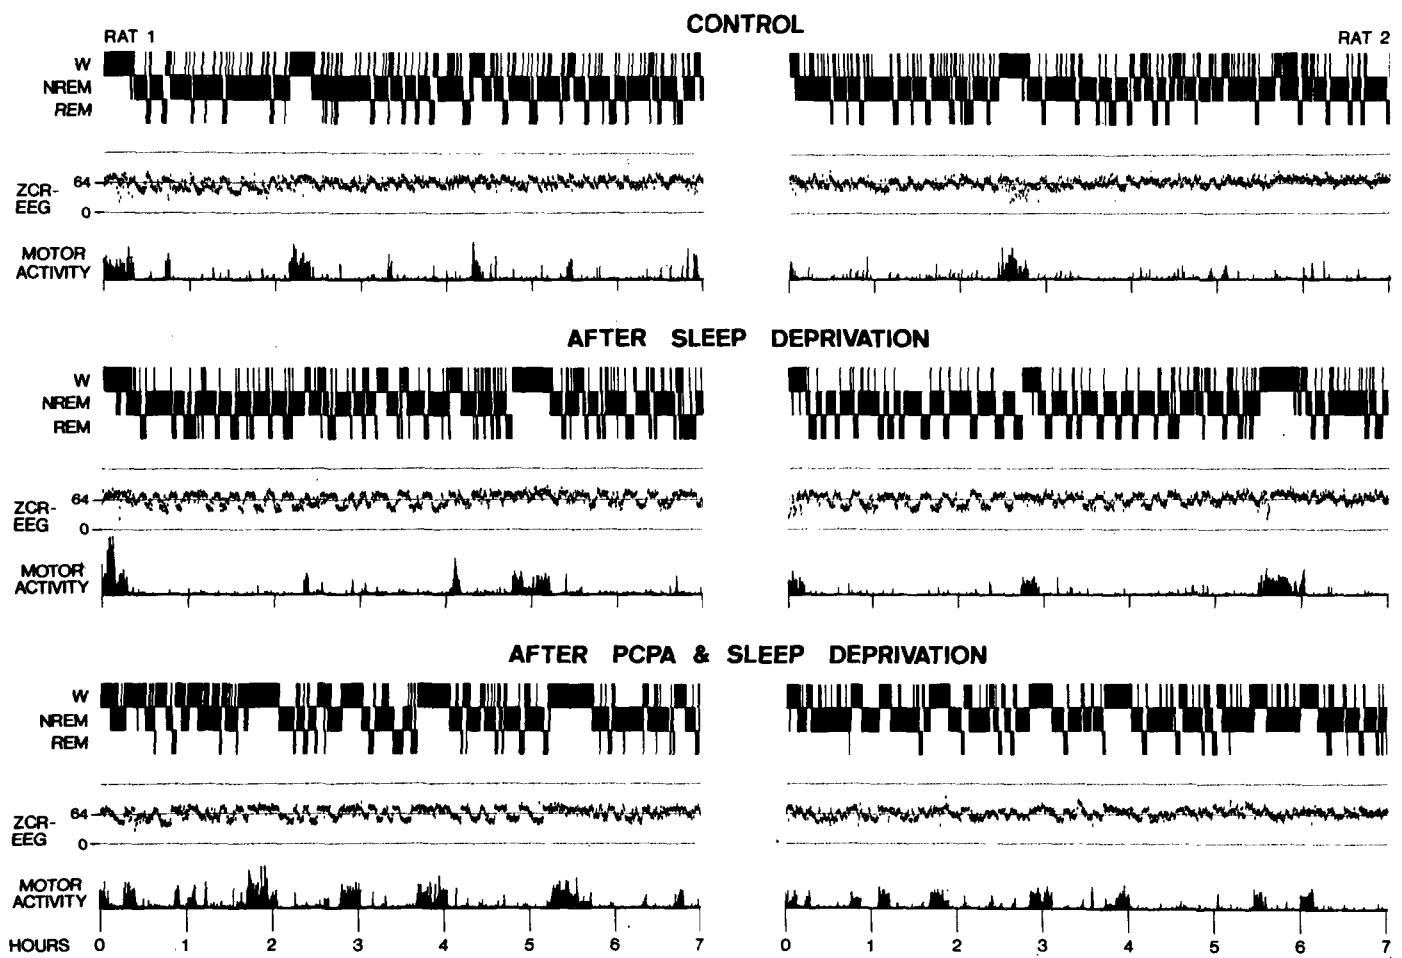 CONTROL
RAT 1
RAT 2
W
NREM
REM
ZCR-
EEG
64
0
MOTOR
ACTIVITY
AFTER SLEEP DEPRIVATION
W
NREM
REM
ZCR-
EEG
64
0
MOTOR
ACTIVITY
AFTER PCPA & SLEEP DEPRIVATION
W
NREM
REM
ZCR-
EEG
64
0
MOTOR
ACTIVITY
HOURS 0 1 2 3 4 5 6 7 0 1 2 3 4 5 6 7